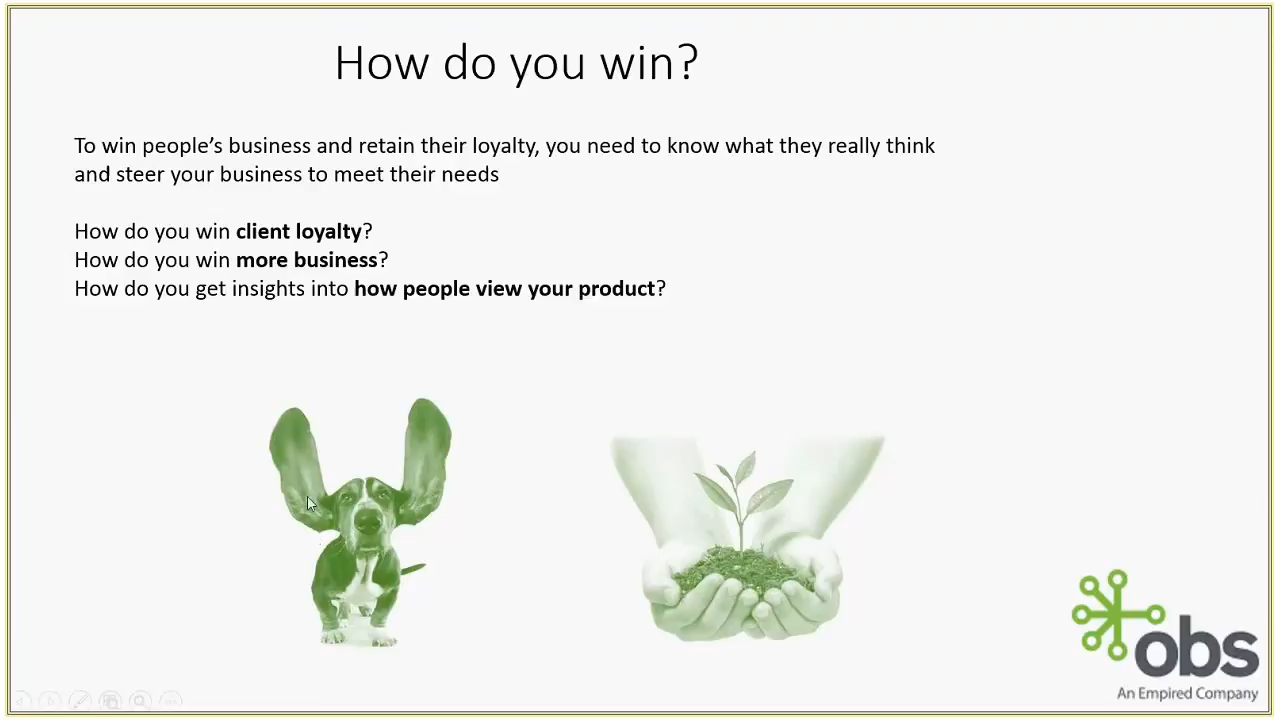 How do you win?
To win people's business and retain their loyalty, you need to know what they really think
and steer your business to meet their needs
How do you win client loyalty?
How do you win more business?
How do you get insights into how people view your product?
obs
An Empired Company